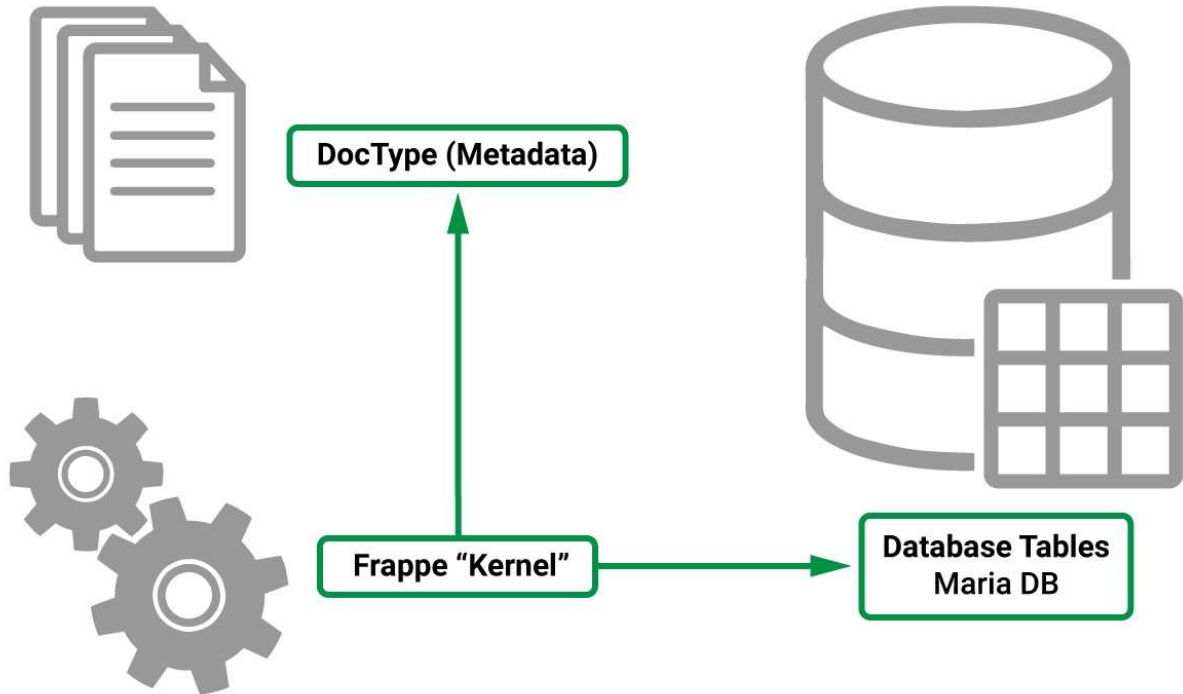 DocType (Metadata)
Frappe “Kernel”
Database Tables
Maria DB